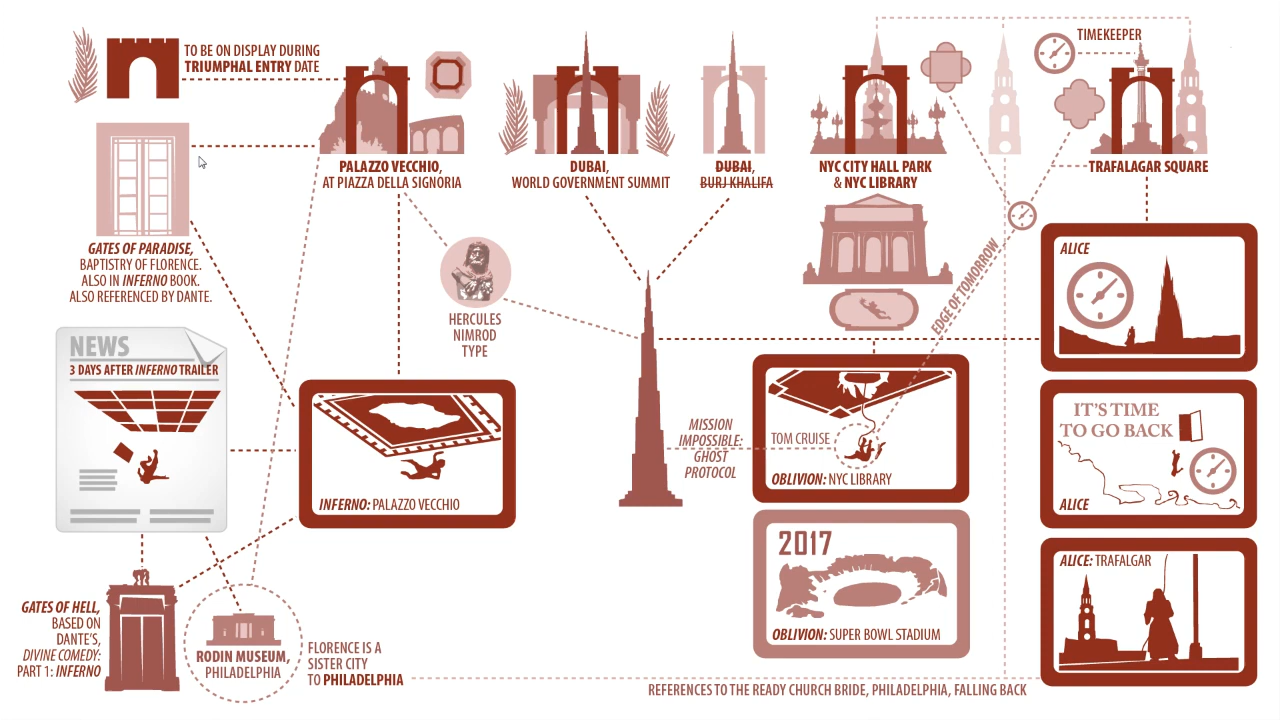 TO BE ON DISPLAY DURING
TRIUMPHAL ENTRY DATE
TIMEKEEPER
PALAZZO VECCHIO,
AT PIAZZA DELLA SIGNORIA
DUBAI,
WORLD GOVERNMENT SUMMIT
DUBAI,
BURJ KHALIFA
NYC CITY HALL PARK
& NYC LIBRARY
TRAFALGAR SQUARE
GATES OF PARADISE,
BAPTISTRY OF FLORENCE.
ALSO IN INFERNO BOOK.
ALSO REFERENCED BY DANTE.
HERCULES
NIMROD
TYPE
EDGE OF TOMORROW
ALICE
NEWS
3 DAYS AFTER INFERNO TRAILER
INFERNO: PALAZZO VECCHIO
MISSION
IMPOSSIBLE:
GHOST
PROTOCOL
TOM CRUISE
OBLIVION: NYC LIBRARY
IT'S TIME
TO GO BACK
ALICE
2017
OBLIVION: SUPER BOWL STADIUM
ALICE: TRAFALGAR
GATES OF HELL,
BASED ON
DANTE'S,
DIVINE COMEDY:
PART 1: INFERNO
RODIN MUSEUM,
PHILADELPHIA
FLORENCE IS A
SISTER CITY
TO PHILADELPHIA
REFERENCES TO THE READY CHURCH BRIDE, PHILADELPHIA, FALLING BACK